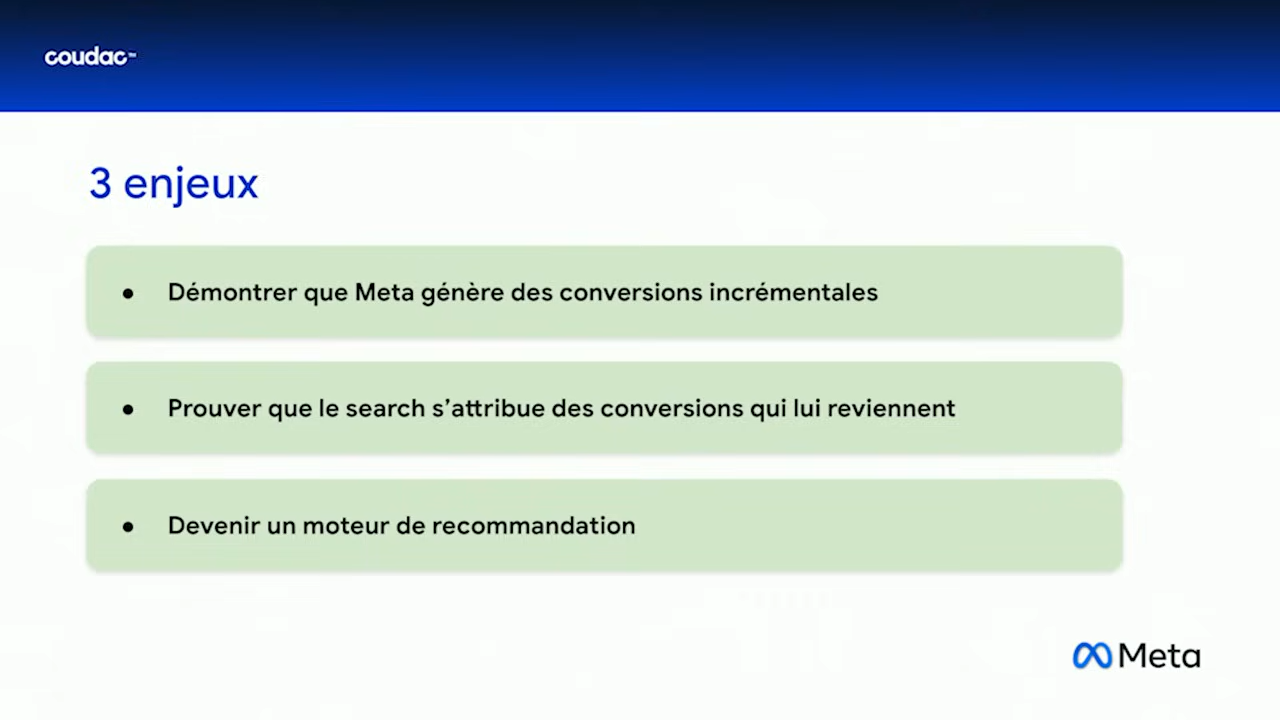 coudac™
3 enjeux
● Démontrer que Meta génère des conversions incrémentales
● Prouver que le search s’attribue des conversions qui lui reviennent
● Devenir un moteur de recommandation
Meta